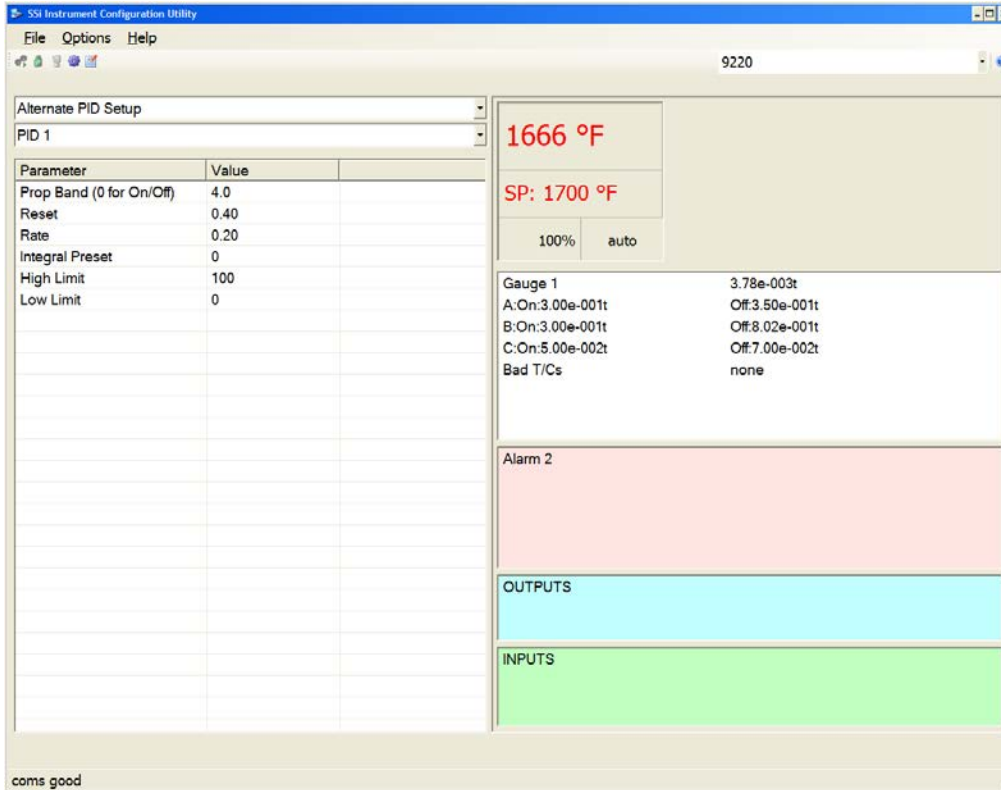 SSi Instrument Configuration Utility
File Options Help
9220
Alternate PID Setup
PID 1
Parameter Value
Prop Band (0 for On/Off) 4.0
Reset 0.40
Rate 0.20
Integral Preset 0
High Limit 100
Low Limit 0
1666 °F
SP: 1700 °F
100% auto
Gauge 1 3.78e-003t
A:On:3.00e-001t Off:3.50e-001t
B:On:3.00e-001t Off:8.02e-001t
C:On:5.00e-002t Off:7.00e-002t
Bad T/Cs none
Alarm 2
OUTPUTS
INPUTS
coms good